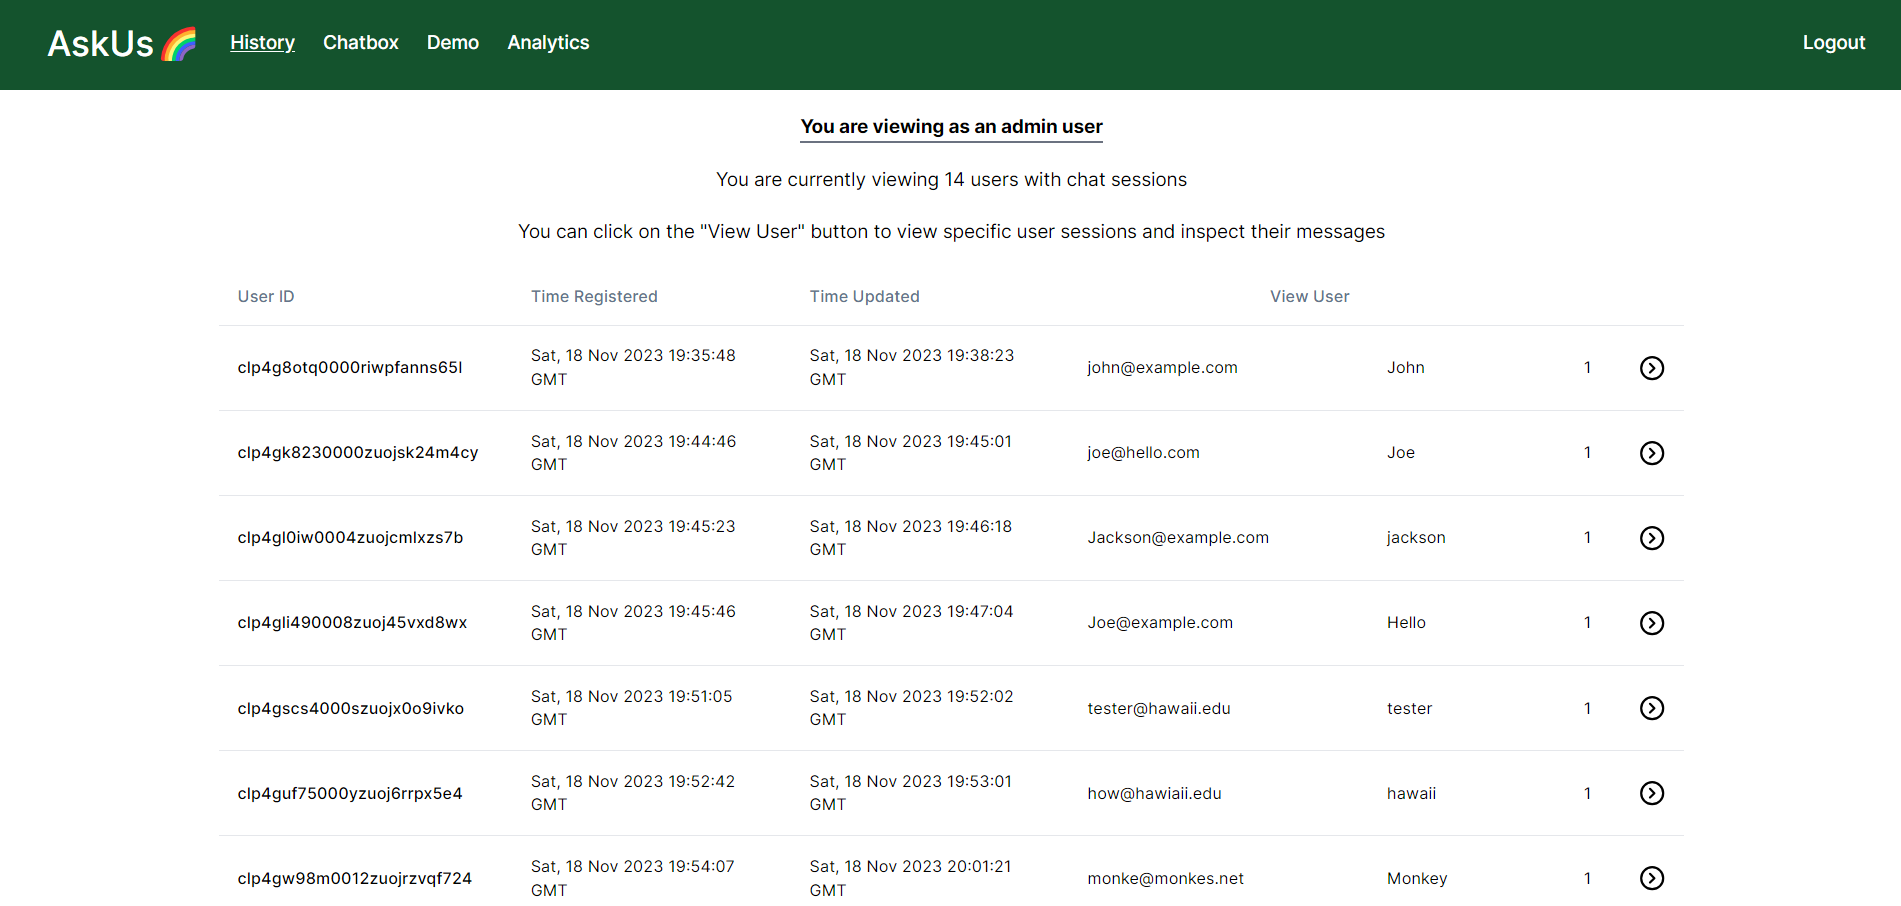 AskUs History Chatbox Demo Analytics Logout
You are viewing as an admin user
You are currently viewing 14 users with chat sessions
You can click on the "View User" button to view specific user sessions and inspect their messages
User ID Time Registered Time Updated View User
clp4g8otq0000riwpfanns65l Sat, 18 Nov 2023 19:35:48 GMT Sat, 18 Nov 2023 19:38:23 GMT john@example.com John 1
clp4gk8230000zuojsk24m4cy Sat, 18 Nov 2023 19:44:46 GMT Sat, 18 Nov 2023 19:45:01 GMT joe@hello.com Joe 1
clp4gl0iw0004zuojcmlxzs7b Sat, 18 Nov 2023 19:45:23 GMT Sat, 18 Nov 2023 19:46:18 GMT Jackson@example.com jackson 1
clp4gli490008zuoj45vxd8wx Sat, 18 Nov 2023 19:45:46 GMT Sat, 18 Nov 2023 19:47:04 GMT Joe@example.com Hello 1
clp4gscs4000szuojx0o9ivko Sat, 18 Nov 2023 19:51:05 GMT Sat, 18 Nov 2023 19:52:02 GMT tester@hawaii.edu tester 1
clp4guf75000yzuoj6rrpx5e4 Sat, 18 Nov 2023 19:52:42 GMT Sat, 18 Nov 2023 19:53:01 GMT how@hawiaii.edu hawaii 1
clp4gw98m0012zuojrzvqf724 Sat, 18 Nov 2023 19:54:07 GMT Sat, 18 Nov 2023 20:01:21 GMT monke@monkes.net Monkey 1